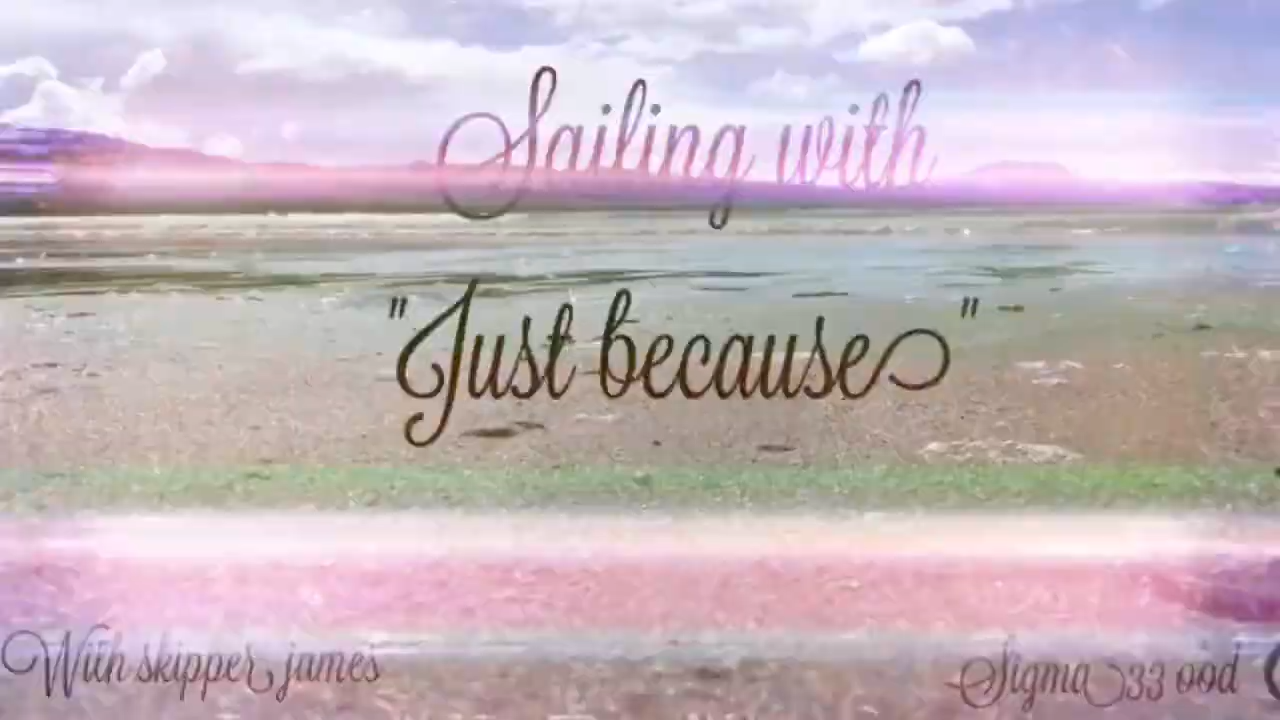 Sailing with
"Just because"
With skipper james
Sigma 33 ood